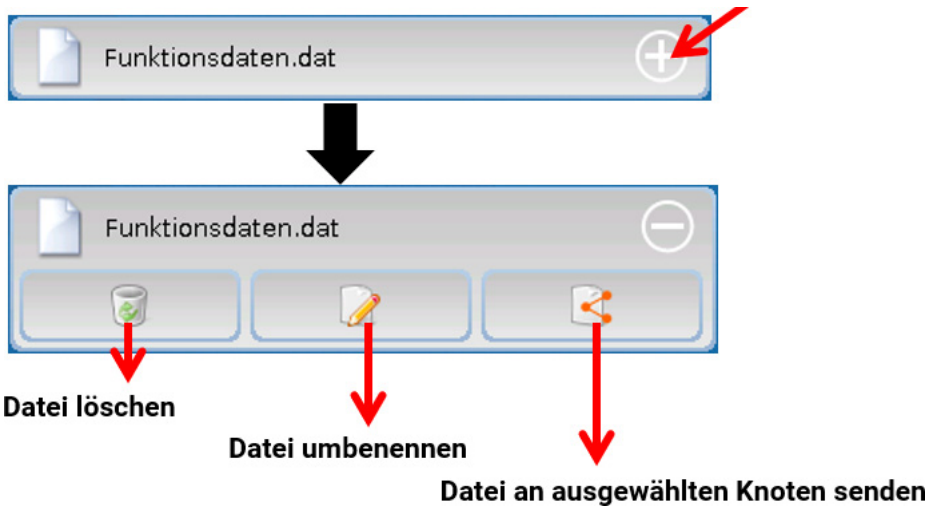 Funktionsdaten.dat
Funktionsdaten.dat
Datei löschen
Datei umbenennen
Datei an ausgewählten Knoten senden